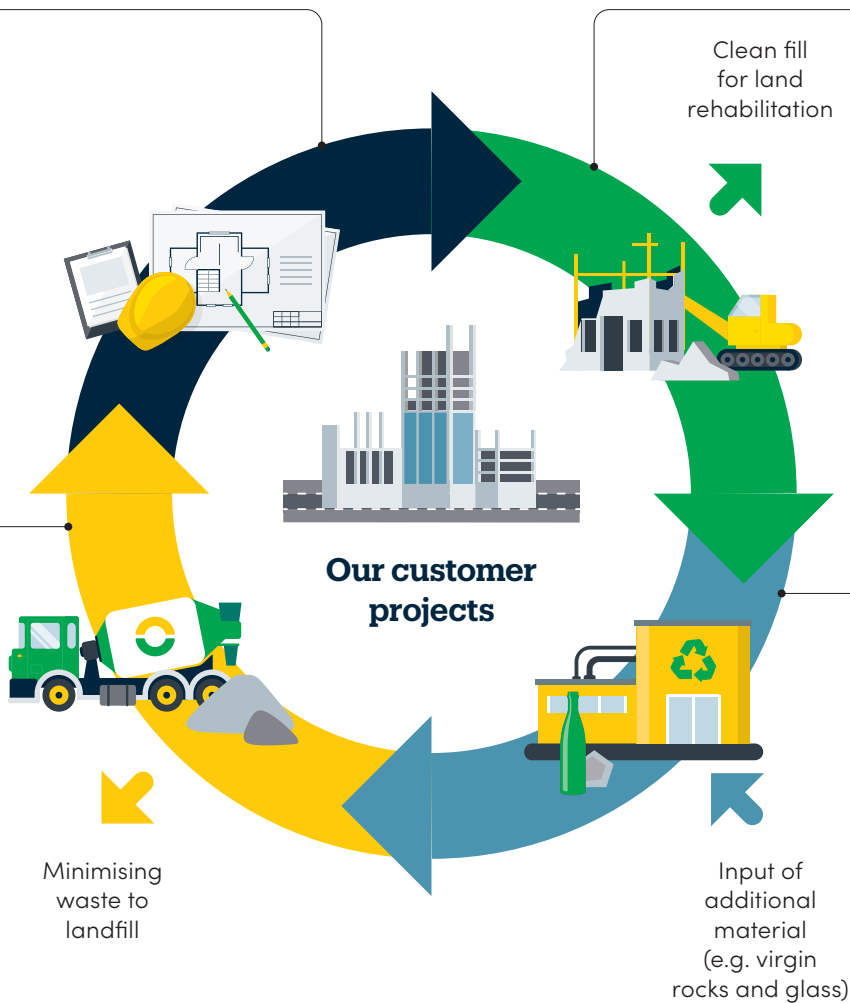 Clean fill
for land
rehabilitation
Our customer
projects
Minimising
waste to
landfill
Input of
additional
material
(e.g. virgin
rocks and glass)